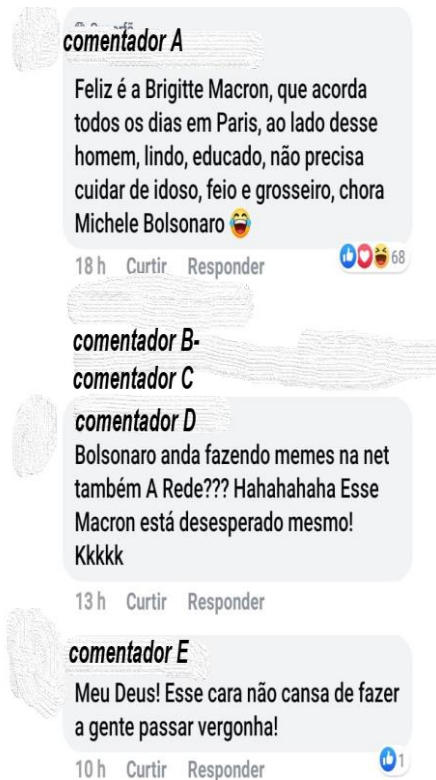 comentador A
Feliz é a Brigitte Macron, que acorda
todos os dias em Paris, ao lado desse
homem, lindo, educado, não precisa
cuidar de idoso, feio e grosseiro, chora
Michele Bolsonaro 😂
18 h Curtir Responder 68
comentador B-
comentador C
comentador D
Bolsonaro anda fazendo memes na net
também A Rede??? Hahahahaha Esse
Macron está desesperado mesmo!
Kkkkk
13 h Curtir Responder
comentador E
Meu Deus! Esse cara não cansa de fazer
a gente passar vergonha!
10 h Curtir Responder 1